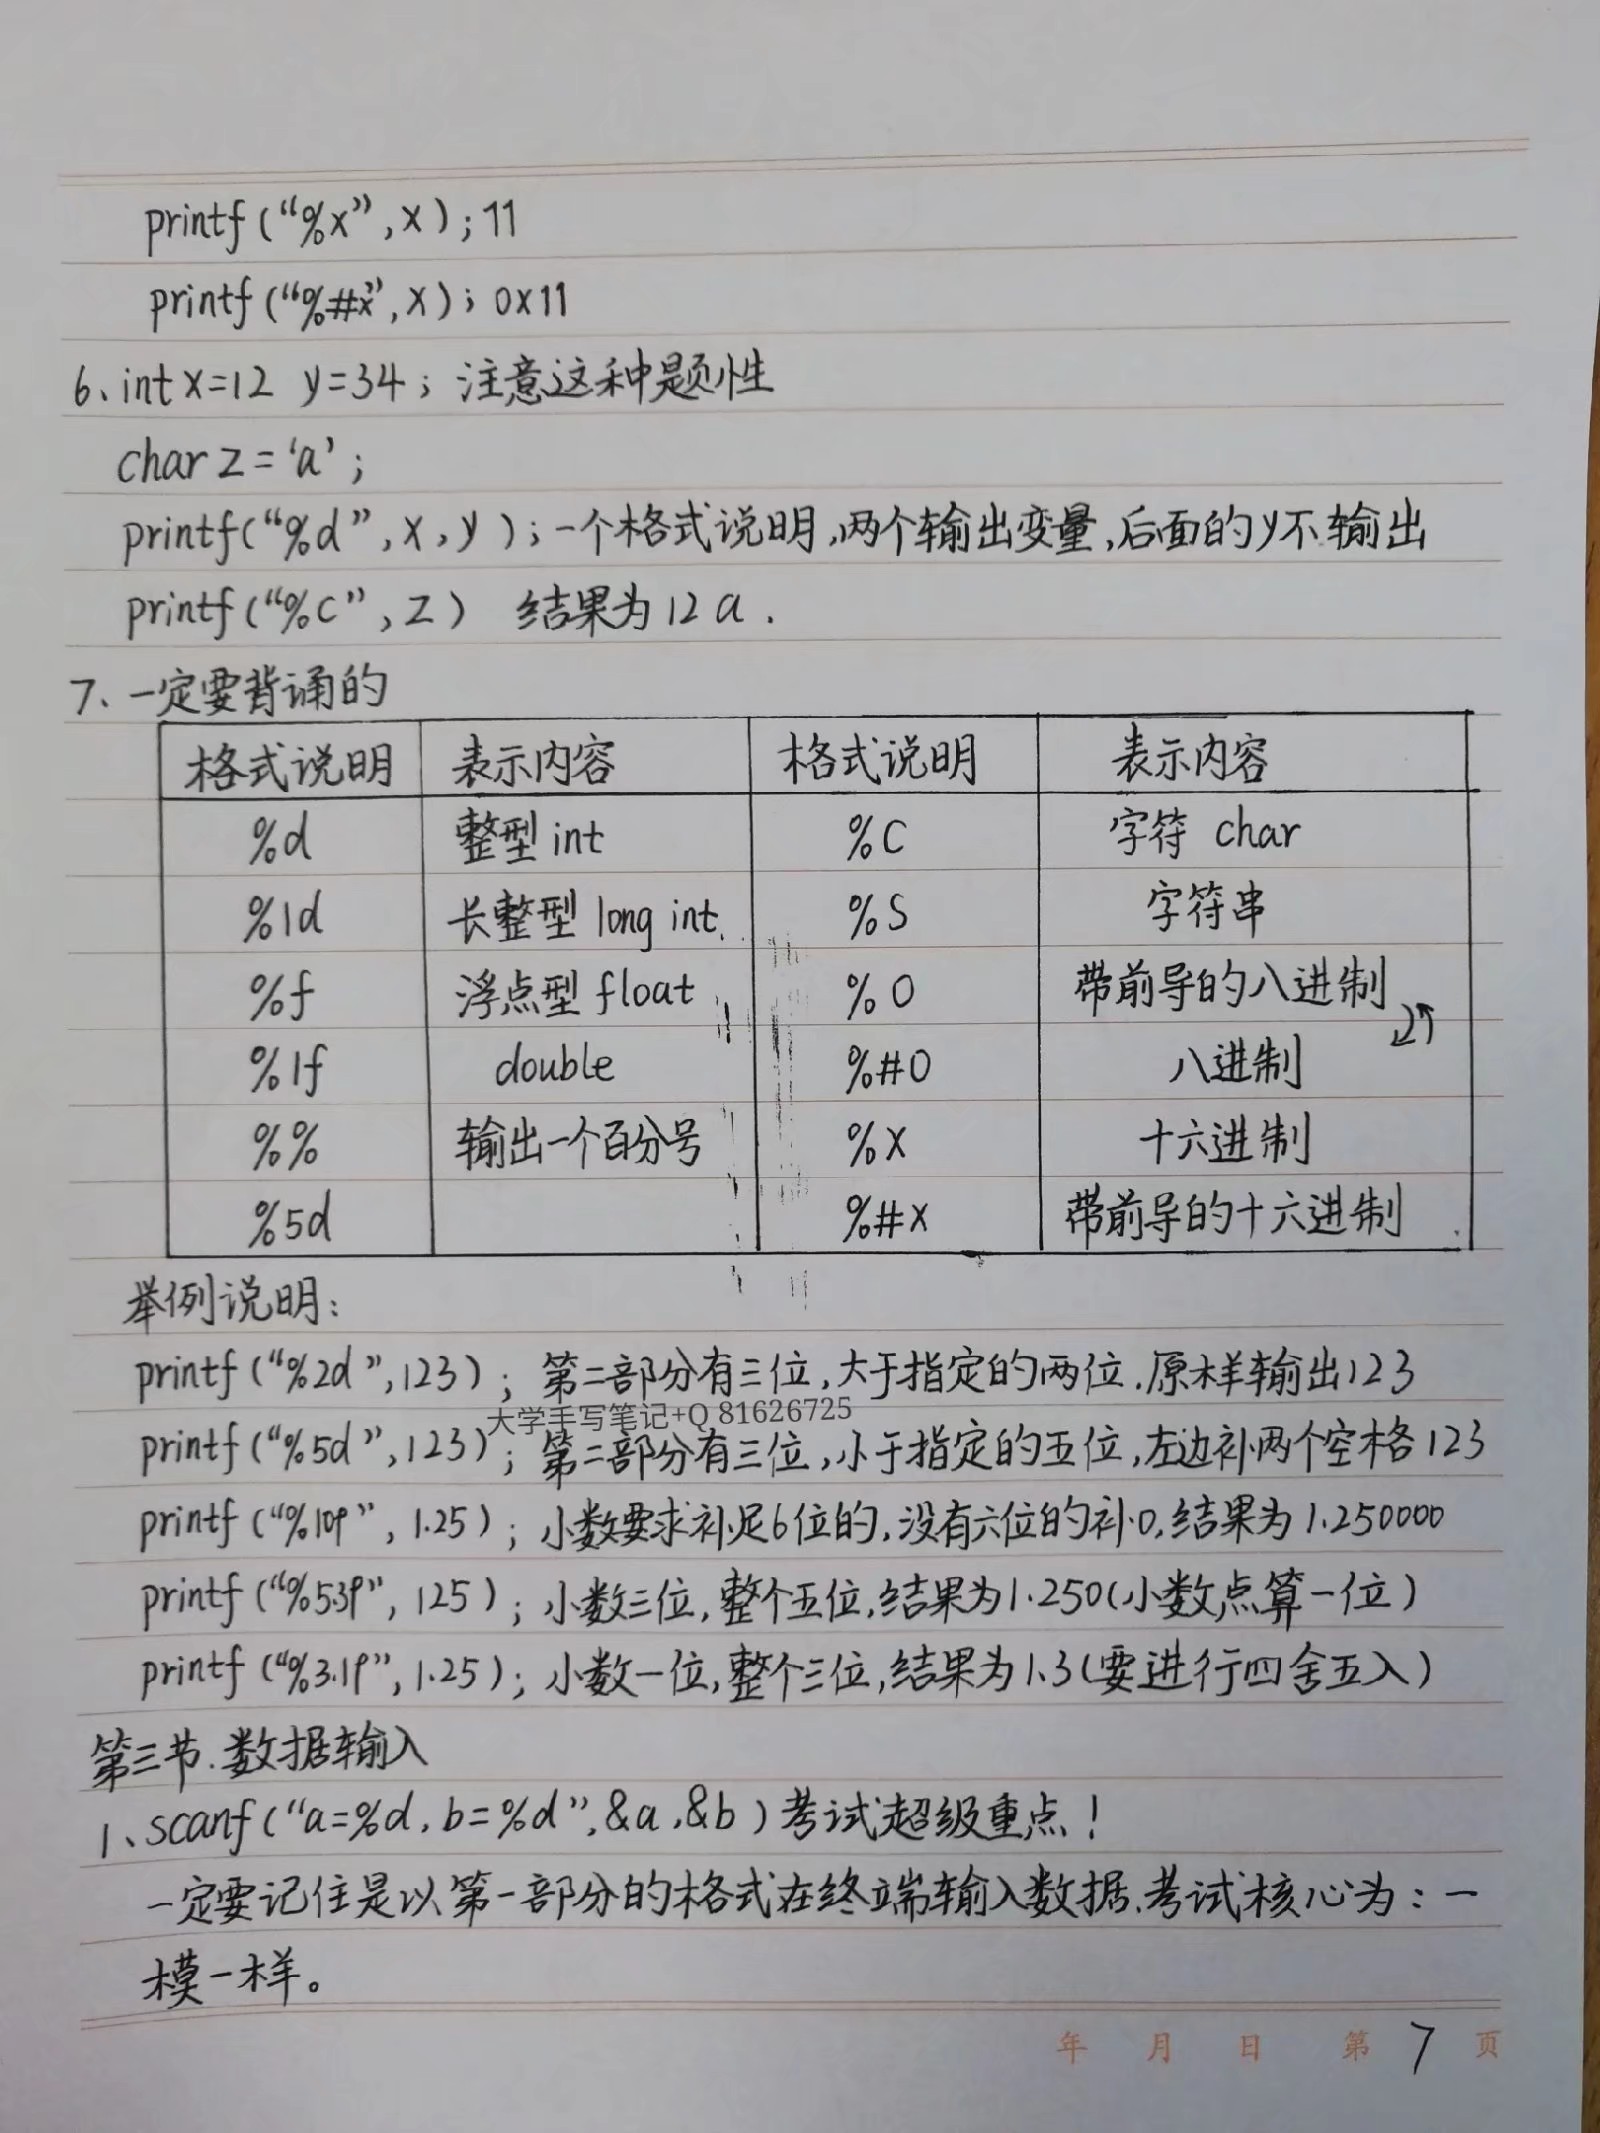 printf(“%x”,x);11
printf(“%#x”,x);0x11
6、int x=12 y=34;注意这种题性
char z=‘a’;
printf(“%d”,x,y);一个格式说明,两个输出变量,后面的y不输出
printf(“%c”,z) 结果为12a.
7、一定要背诵的
格式说明 表示内容 格式说明 表示内容
%d 整型 int %C 字符 char
%ld 长整型 long int %S 字符串
%f 浮点型 float %O 带前导的八进制
%lf double %#O 八进制
%% 输出一个百分号 %X 十六进制
%5d %#X 带前导的十六进制
举例说明:
printf(“%2d”,123);第二部分有三位,大于指定的两位.原样输出123
大学手写笔记+Q 81626725
printf(“%5d”,123);第二部分有三位,小于指定的五位,左边补两个空格123
printf(“%10f”,1.25);小数要求补足6位的,没有六位的补0,结果为1.250000
printf(“%5.3f”,125);小数三位,整个五位,结果为1.250(小数点算一位)
printf(“%3.1f”,1.25);小数一位,整个三位,结果为1.3(要进行四舍五入)
第三节.数据输入
1、scanf(“a=%d,b=%d”,&a,&b)考试超级重点!
一定要记住是以第一部分的格式在终端输入数据.考试核心为:一
模一样。
年 月 日 第 7 页